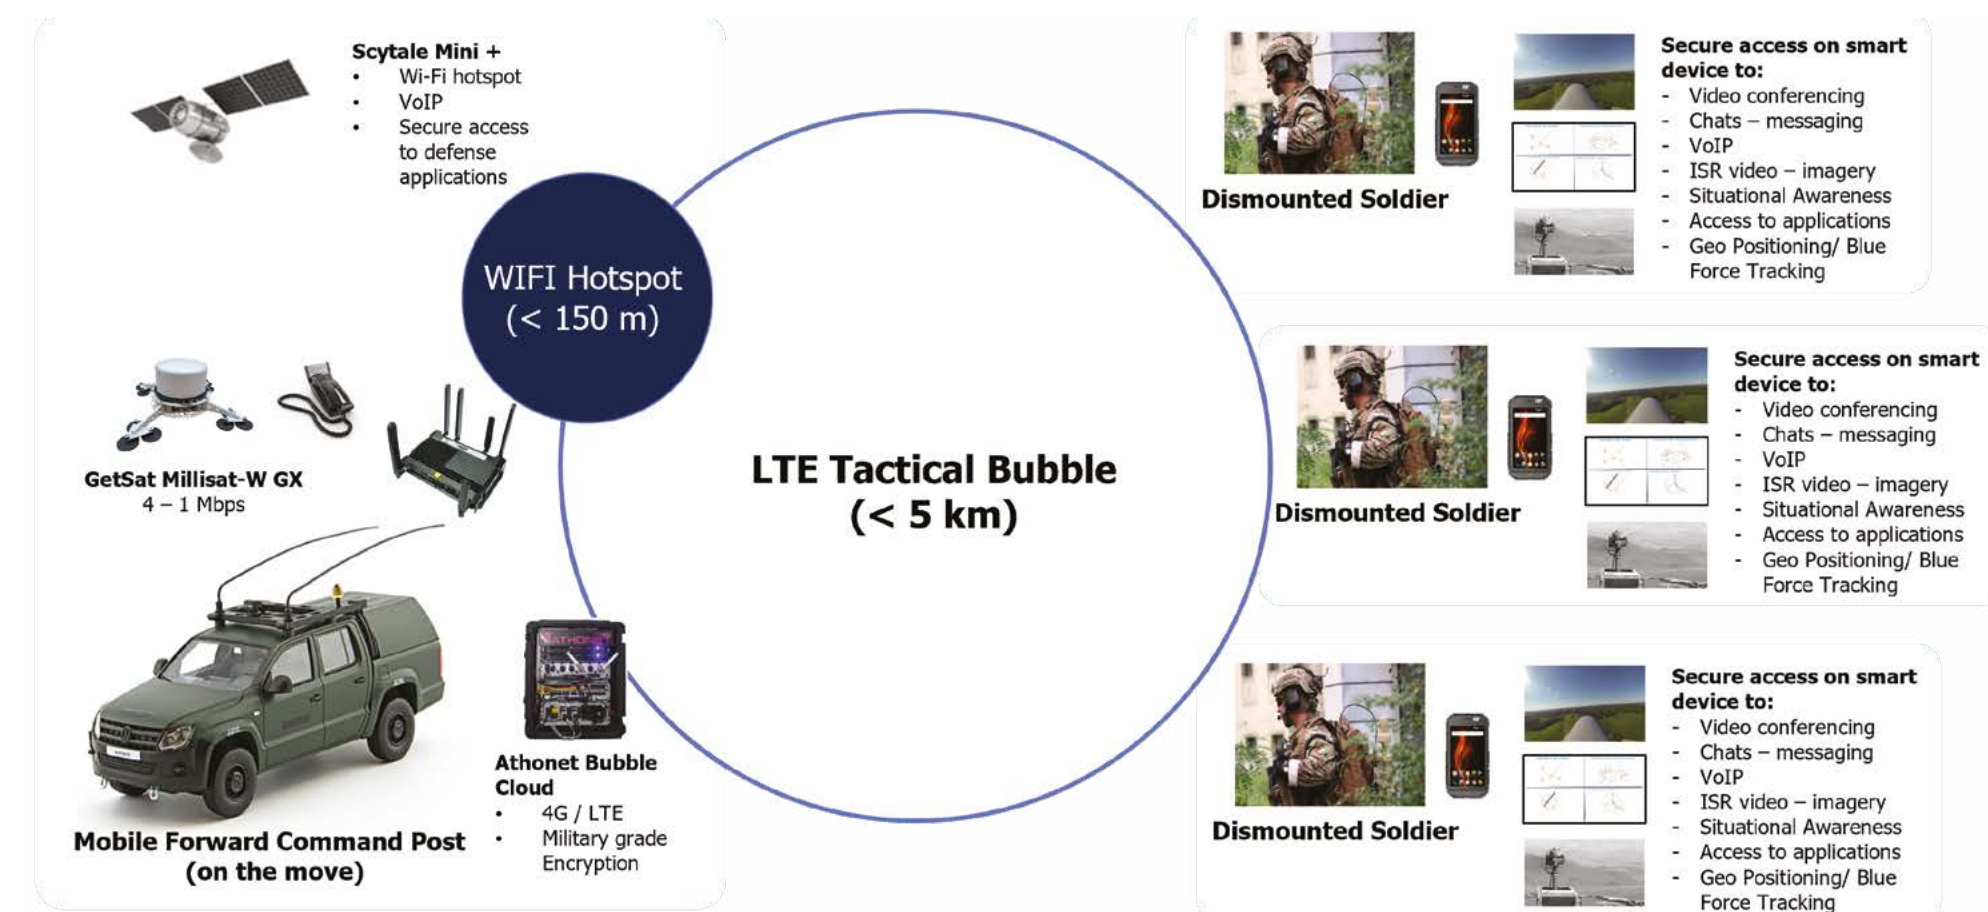 Scytale Mini +
• Wi-Fi hotspot
• VoIP
• Secure access
to defense
applications
WIFI Hotspot
(< 150 m)
GetSat Millisat-W GX
4 – 1 Mbps
Mobile Forward Command Post
(on the move)
ATHONET
Athonet Bubble
Cloud
• 4G / LTE
• Military grade
Encryption
LTE Tactical Bubble
(< 5 km)
Dismounted Soldier
Secure access on smart
device to:
- Video conferencing
- Chats – messaging
- VoIP
- ISR video – imagery
- Situational Awareness
- Access to applications
- Geo Positioning/ Blue
Force Tracking
Dismounted Soldier
Secure access on smart
device to:
- Video conferencing
- Chats – messaging
- VoIP
- ISR video – imagery
- Situational Awareness
- Access to applications
- Geo Positioning/ Blue
Force Tracking
Dismounted Soldier
Secure access on smart
device to:
- Video conferencing
- Chats – messaging
- VoIP
- ISR video – imagery
- Situational Awareness
- Access to applications
- Geo Positioning/ Blue
Force Tracking